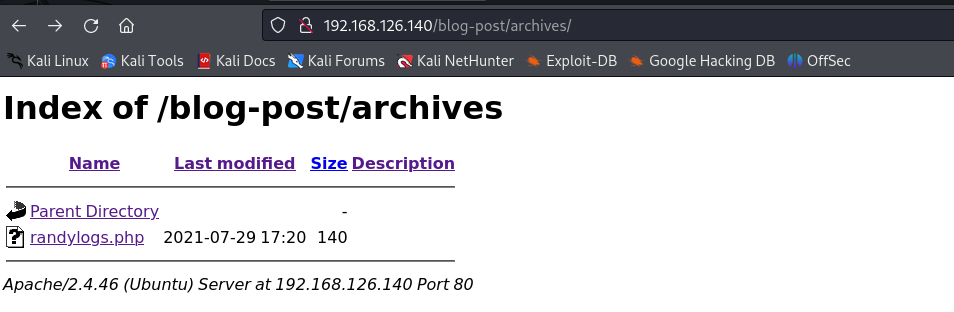 192.168.126.140/blog-post/archives/
Kali Linux Kali Tools Kali Docs Kali Forums Kali NetHunter Exploit-DB Google Hacking DB OffSec
Index of /blog-post/archives
Name Last modified Size Description
Parent Directory -
randylogs.php 2021-07-29 17:20 140
Apache/2.4.46 (Ubuntu) Server at 192.168.126.140 Port 80